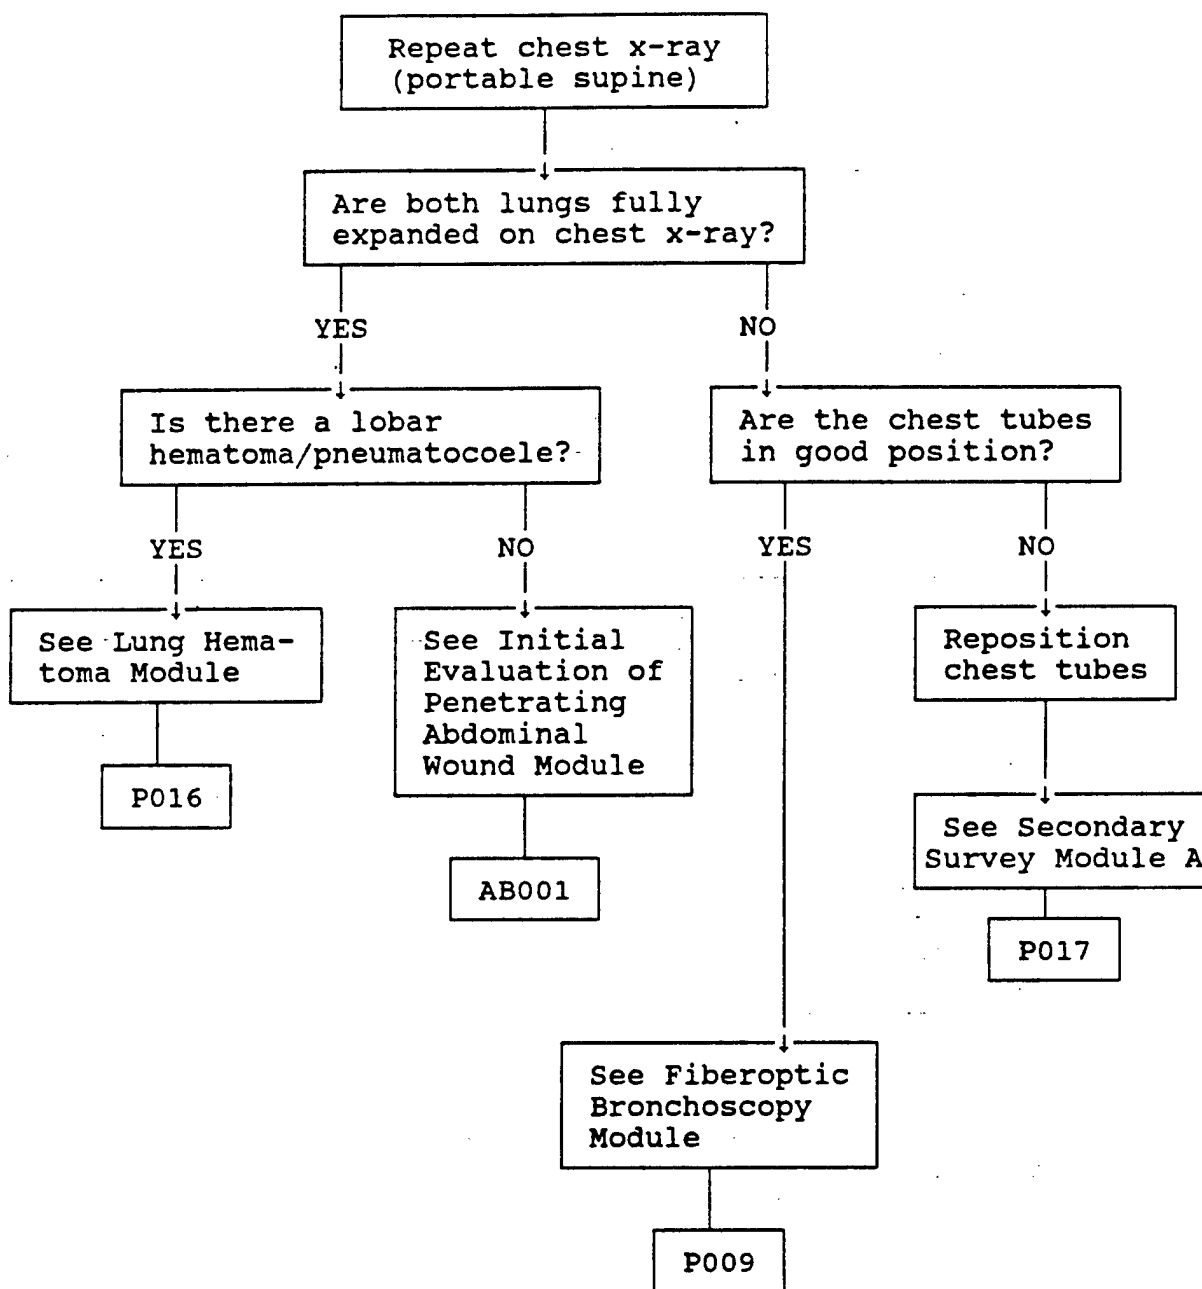 Repeat chest x-ray
(portable supine)
Are both lungs fully
expanded on chest x-ray?
YES
NO
Is there a lobar
hematoma/pneumatocoele?
Are the chest tubes
in good position?
YES
NO
YES
NO
See Lung Hema-
toma Module
See Initial
Evaluation of
Penetrating
Abdominal
Wound Module
Reposition
chest tubes
P016
AB001
See Secondary
Survey Module A
P017
See Fiberoptic
Bronchoscopy
Module
P009